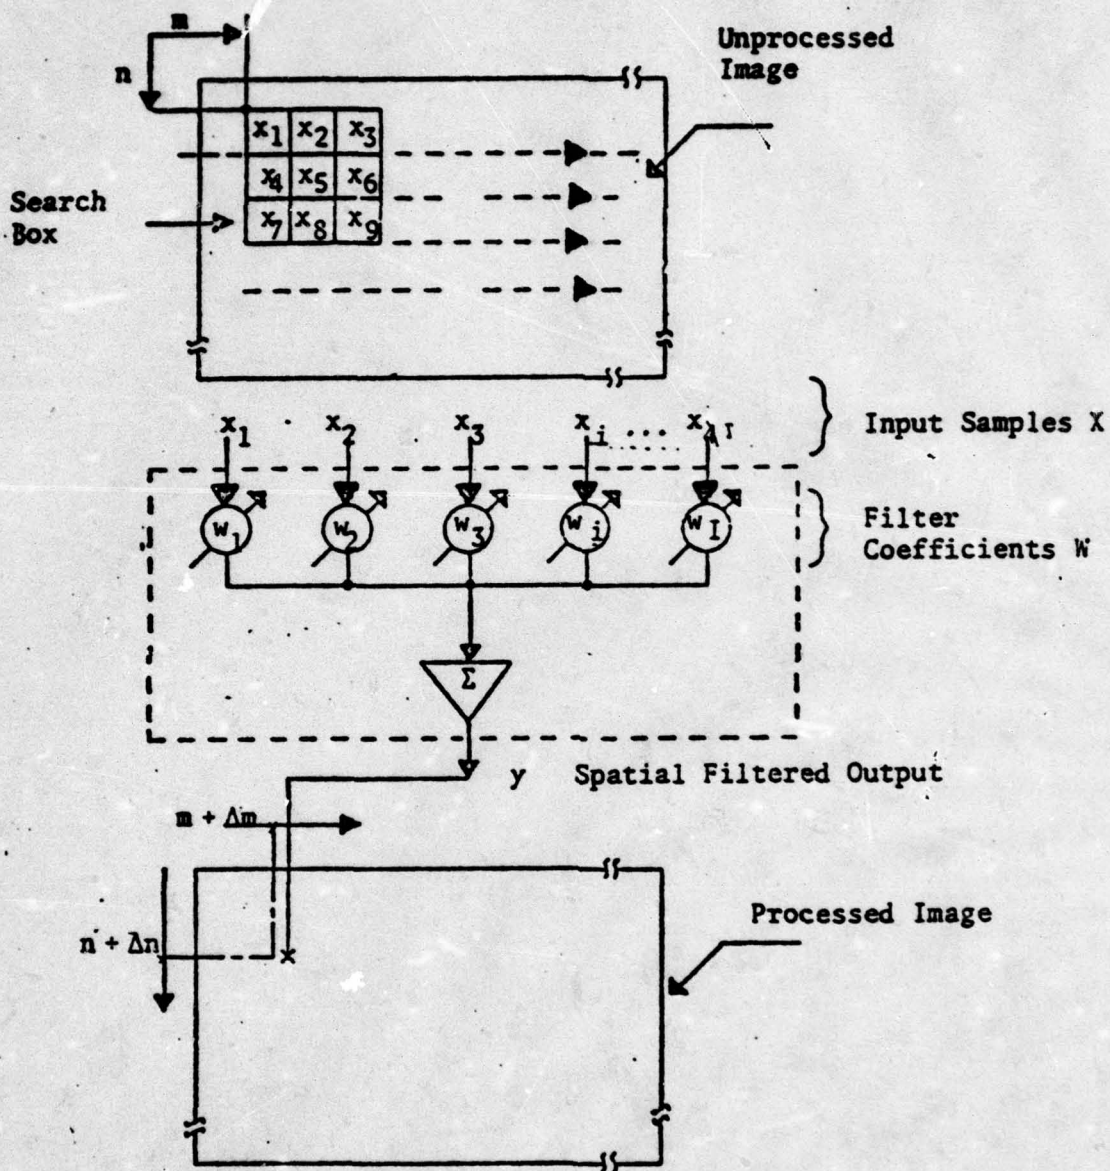 m
Unprocessed
Image
n
x1 x2 x3
x4 x5 x6
x7 x8 x9
Search
Box
x1 x2 x3 xi ....
Input Samples X
w1 w2 w3 wi wI
Filter
Coefficients W
Σ
y Spatial Filtered Output
m + Δm
Processed Image
n + Δn